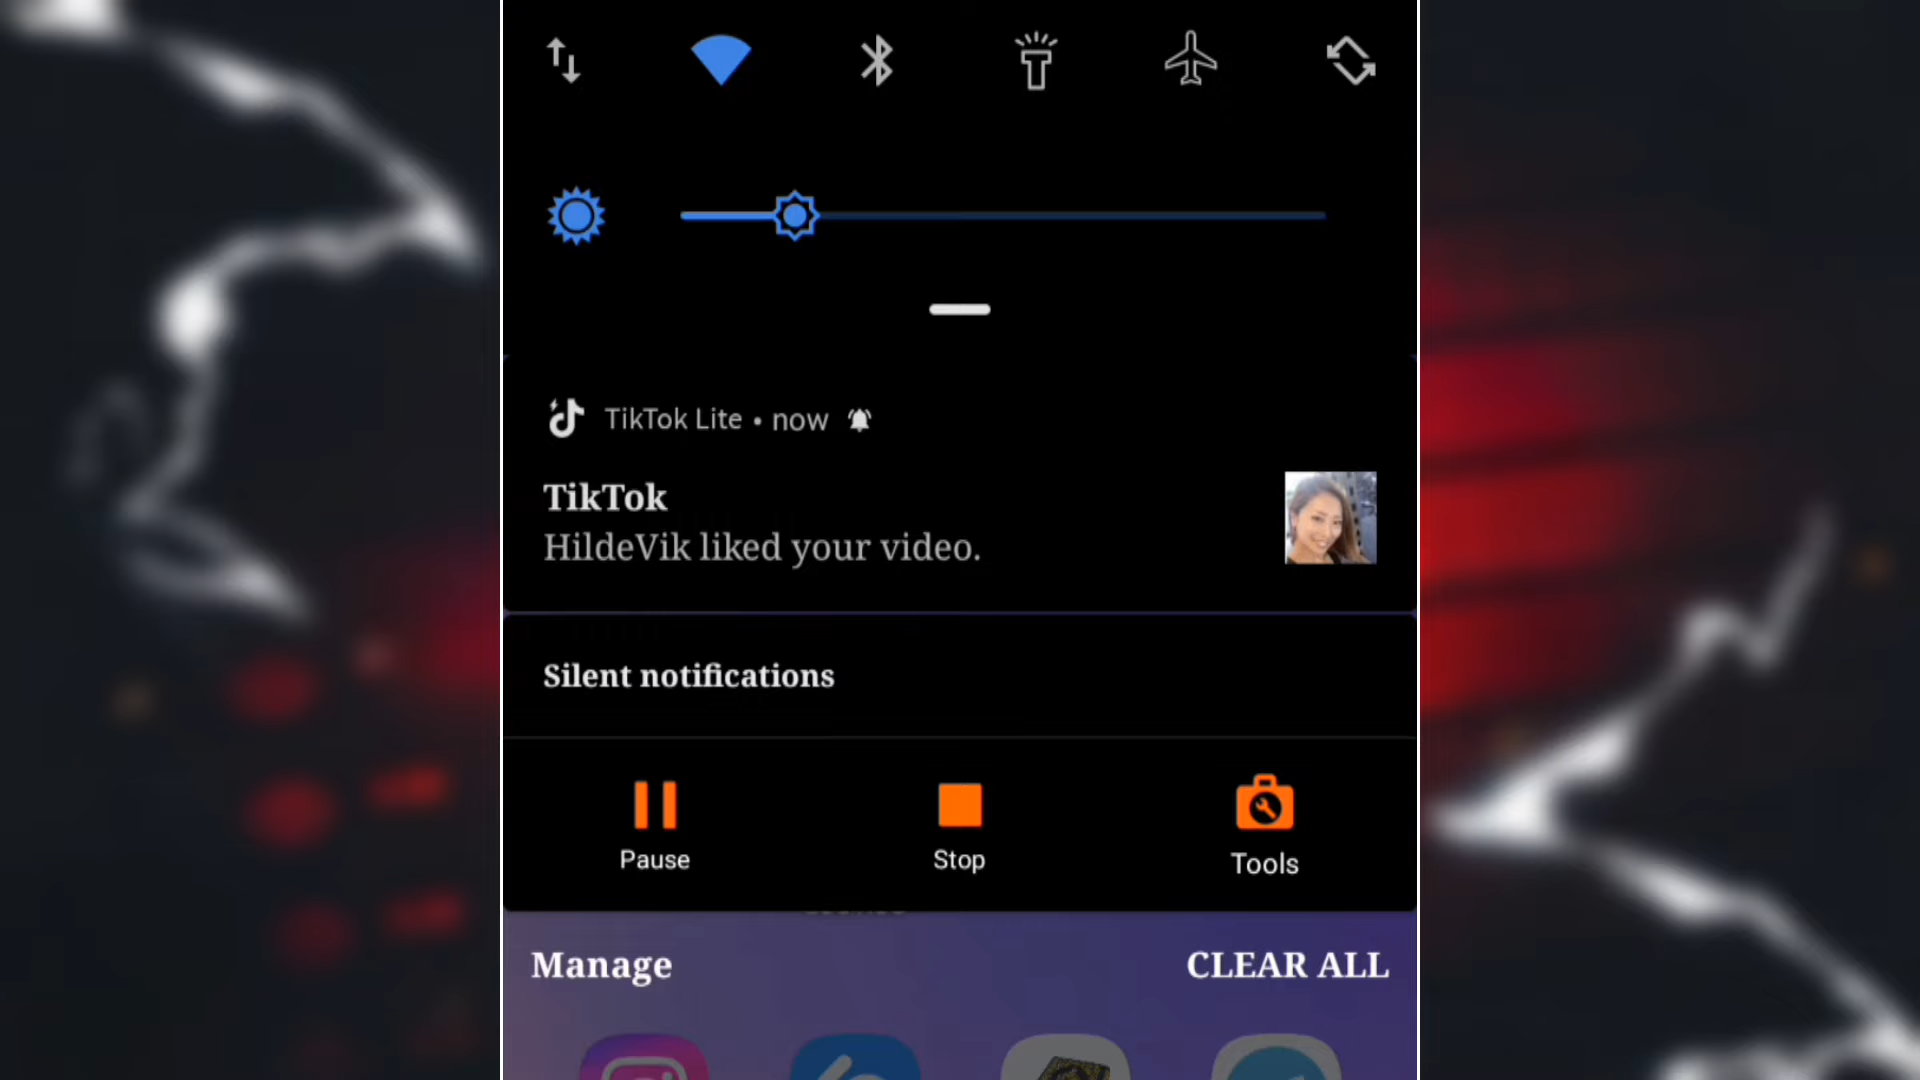 TikTok Lite • now
TikTok
HildeVik liked your video.
Silent notifications
Pause
Stop
Tools
Manage
CLEAR ALL